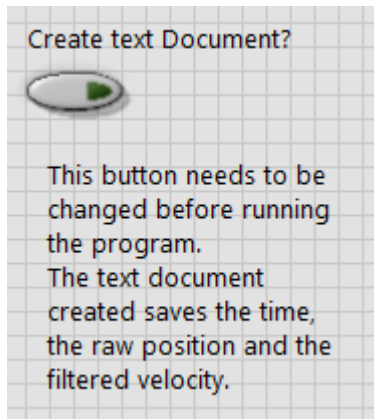 Create text Document?
This button needs to be
changed before running
the program.
The text document
created saves the time,
the raw position and the
filtered velocity.